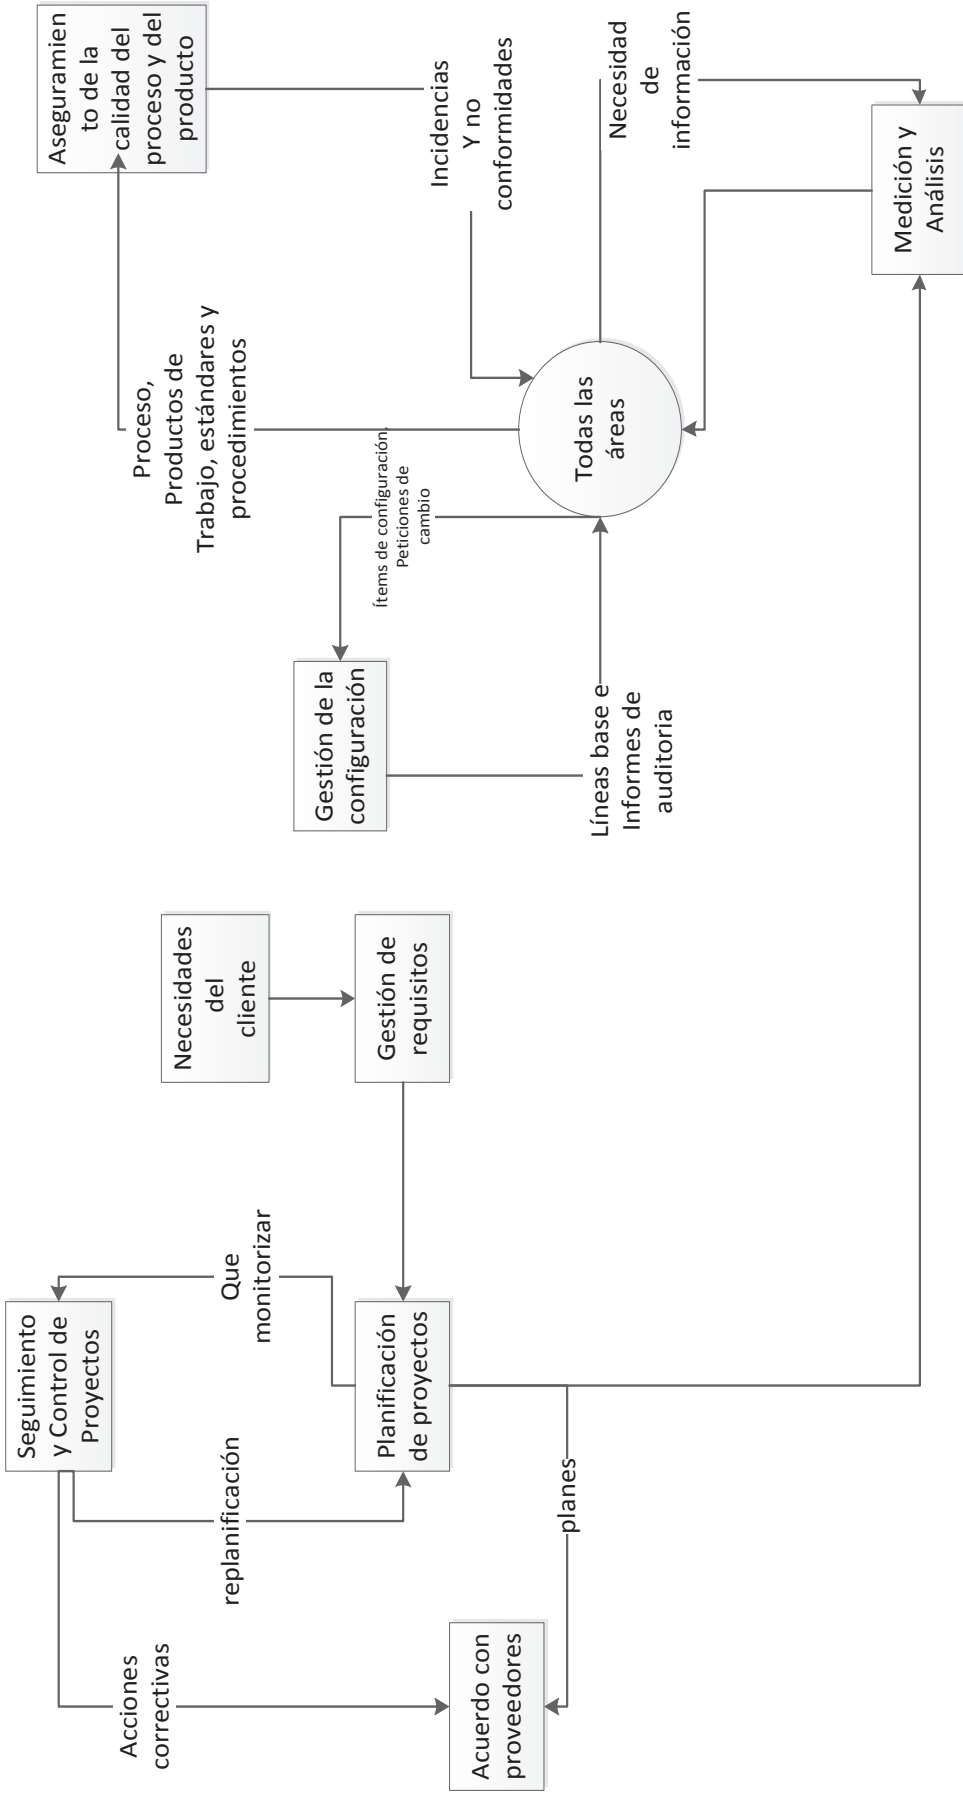 Seguimiento
y Control de
Proyectos
Acciones
correctivas
replanificación
Que
monitorizar
Necesidades
del
cliente
Gestión de
requisitos
Planificación
de proyectos
Acuerdo con
proveedores
planes
Aseguramien
to de la
calidad del
proceso y del
producto
Proceso,
Productos de
Trabajo, estándares y
procedimientos
Incidencias
Y no
conformidades
Ítems de configuración,
Peticiones de
cambio
Gestión de la
configuración
Líneas base e
Informes de
auditoria
Todas las
áreas
Necesidad
de
información
Medición y
Análisis